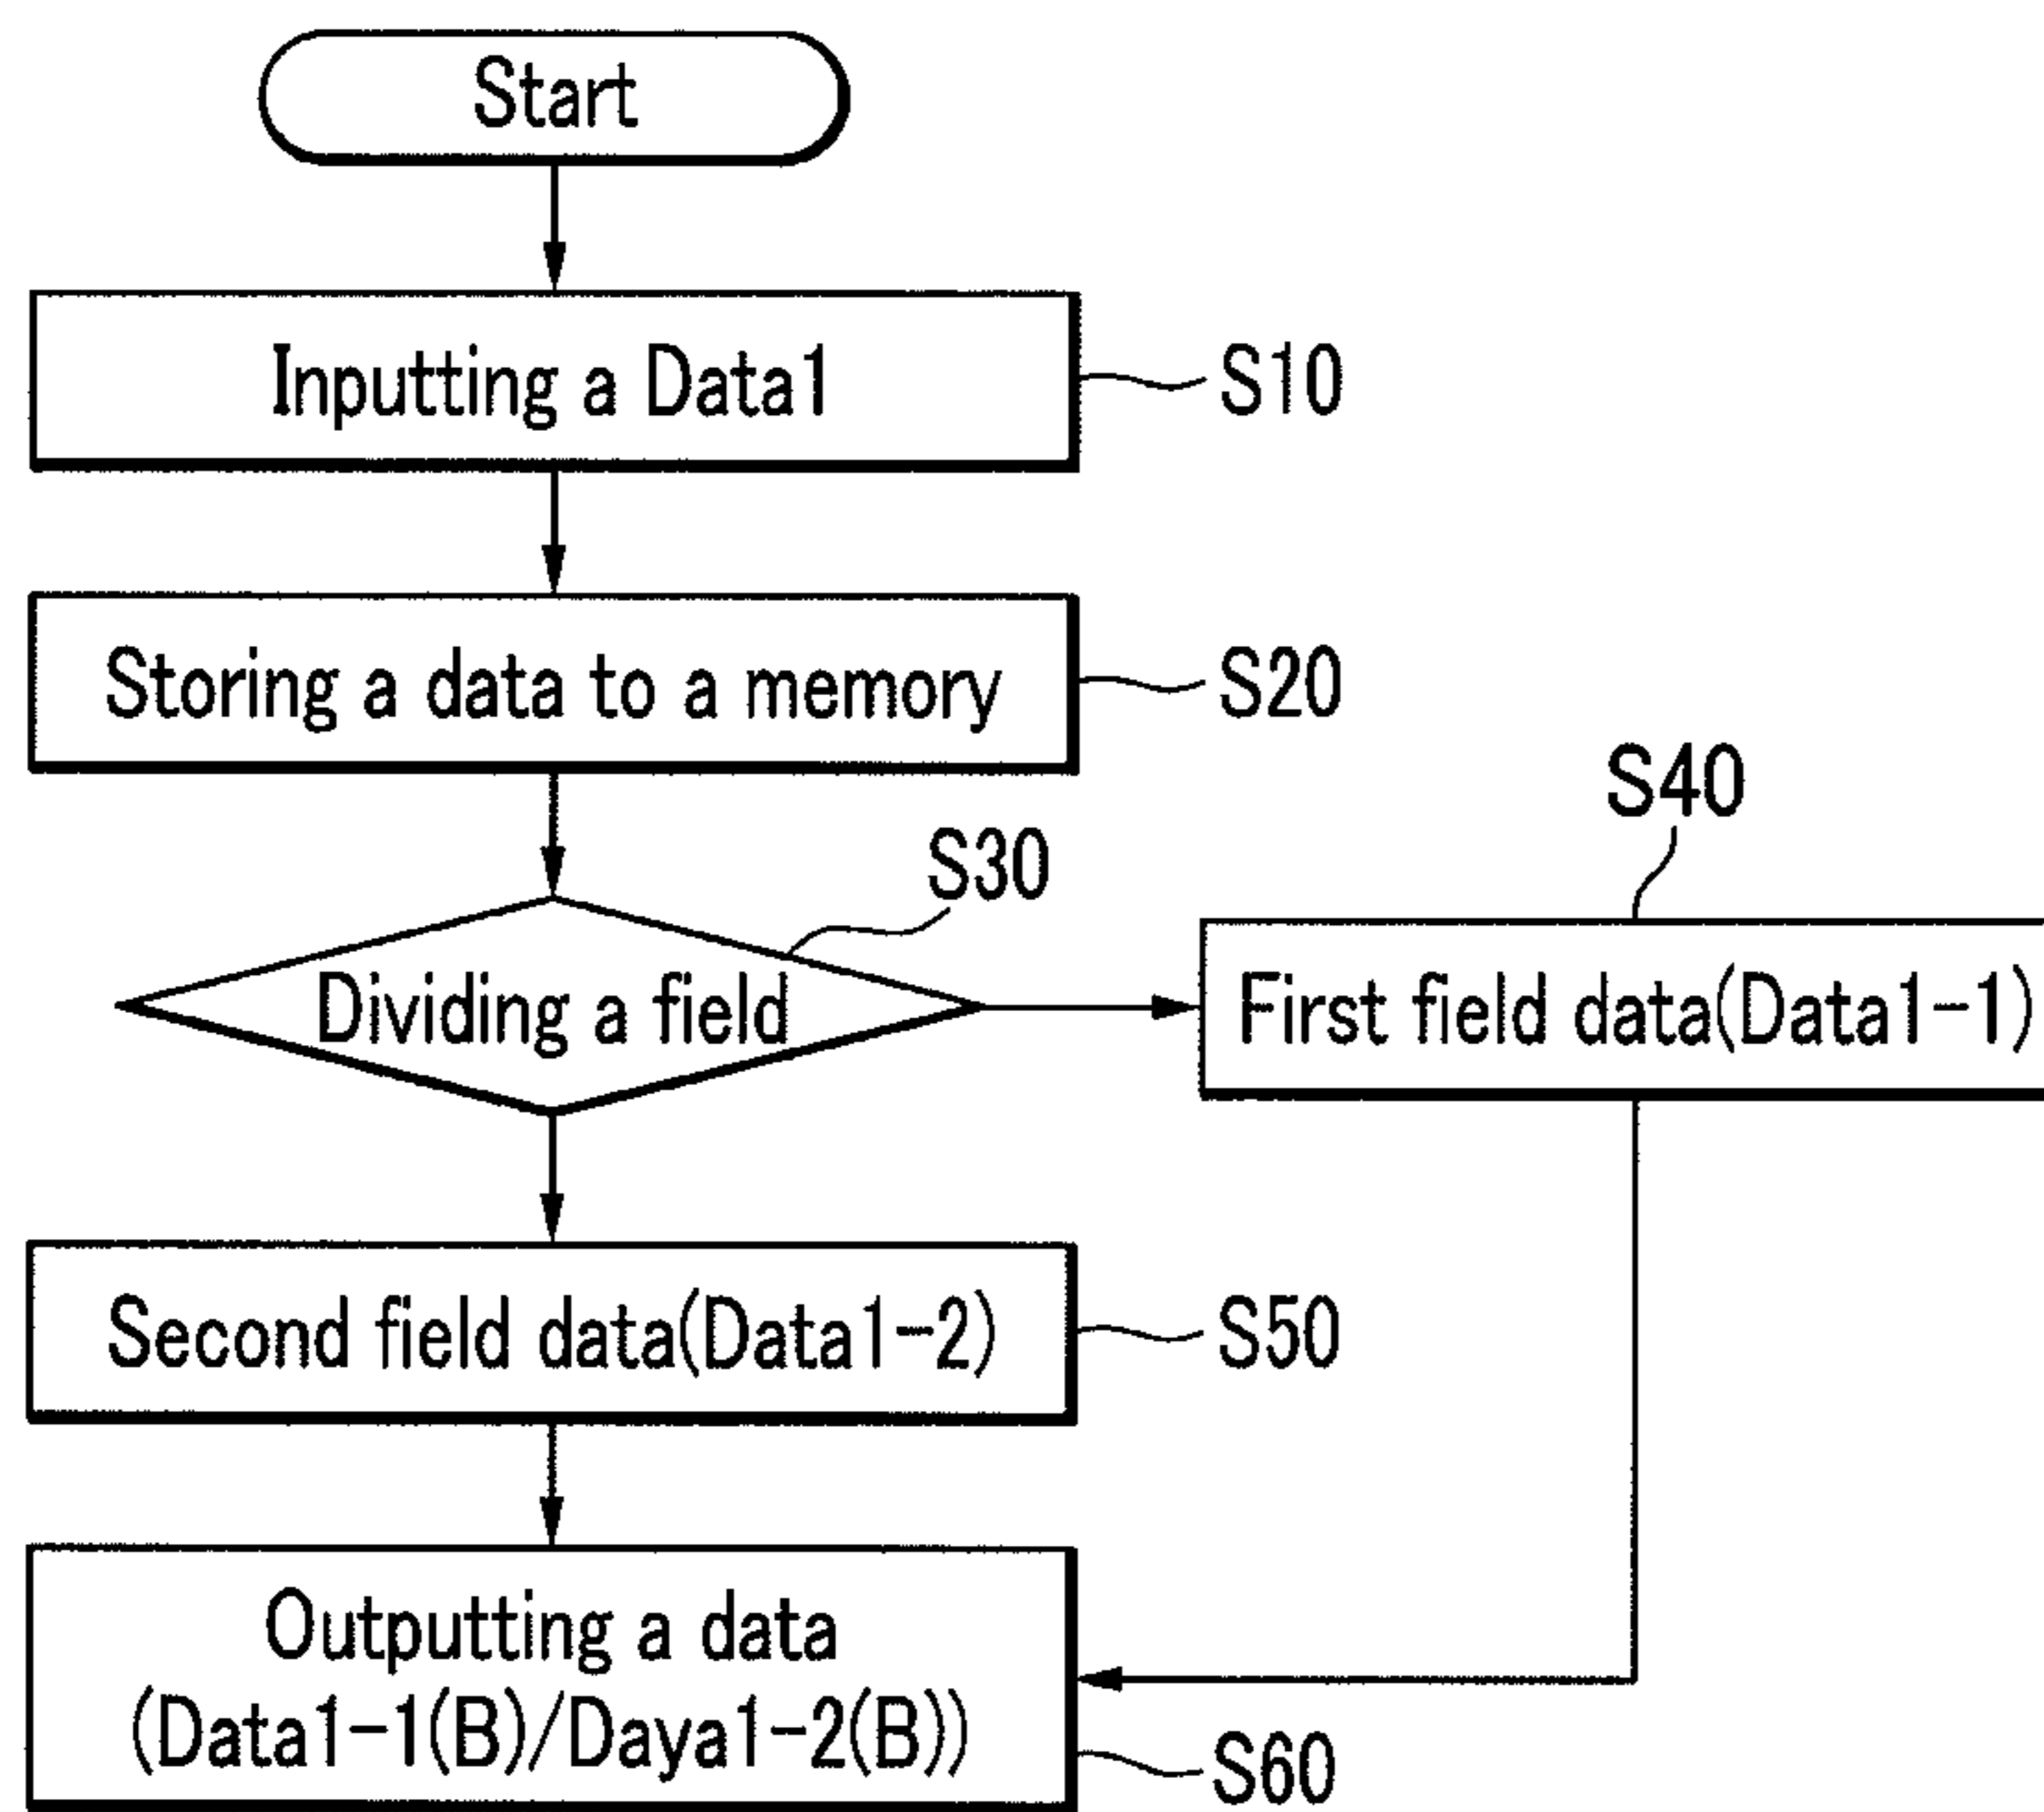 Start
Inputting a Data1
S10
Storing a data to a memory
S20
S30
S40
Dividing a field
First field data(Data1-1)
Second field data(Data1-2)
S50
Outputting a data
(Data1-1(B)/Daya1-2(B))
S60